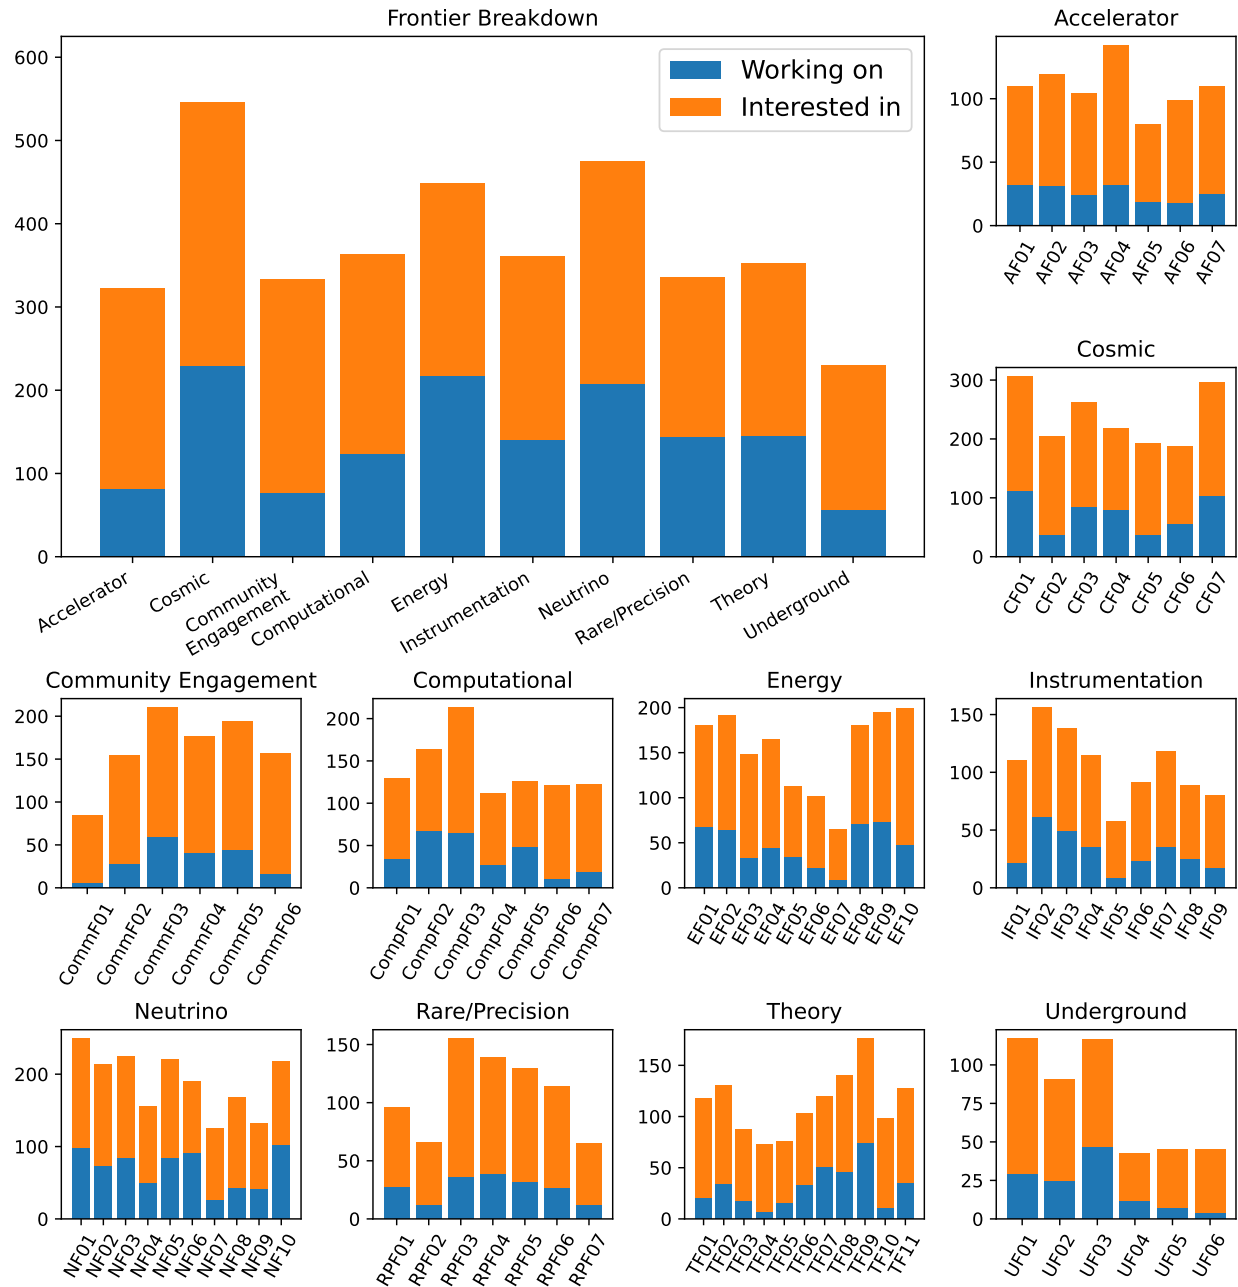 Frontier Breakdown
600
500
400
300
200
100
0
Working on
Interested in
Accelerator
Cosmic
Community
Engagement
Computational
Energy
Instrumentation
Neutrino
Rare/Precision
Theory
Underground
Accelerator
100
50
0
AF01
AF02
AF03
AF04
AF05
AF06
AF07
Cosmic
300
200
100
0
CF01
CF02
CF03
CF04
CF05
CF06
CF07
Community Engagement
200
150
100
50
0
CommF01
CommF02
CommF03
CommF04
CommF05
CommF06
Computational
200
150
100
50
0
CompF01
CompF02
CompF03
CompF04
CompF05
CompF06
CompF07
Energy
200
150
100
50
0
EF01
EF02
EF03
EF04
EF05
EF06
EF07
EF08
EF09
EF10
Instrumentation
150
100
50
0
IF01
IF02
IF03
IF04
IF05
IF06
IF07
IF08
IF09
Neutrino
200
100
0
NF01
NF02
NF03
NF04
NF05
NF06
NF07
NF08
NF09
NF10
Rare/Precision
150
100
50
0
RPF01
RPF02
RPF03
RPF04
RPF05
RPF06
RPF07
Theory
150
100
50
0
TF01
TF02
TF03
TF04
TF05
TF06
TF07
TF08
TF09
TF10
TF11
Underground
100
75
50
25
0
UF01
UF02
UF03
UF04
UF05
UF06